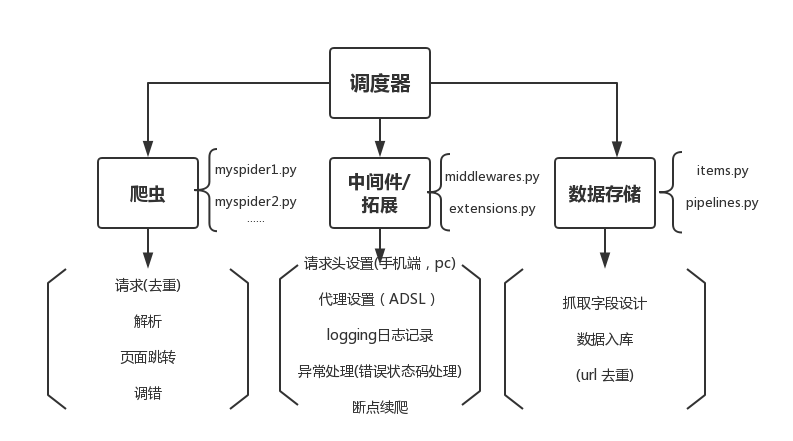 调度器
爬虫
myspider1.py
myspider2.py
......
中间件/
拓展
middlewares.py
extensions.py
数据存储
items.py
pipelines.py
请求(去重)
解析
页面跳转
调错
请求头设置(手机端，pc)
代理设置（ADSL）
logging日志记录
异常处理(错误状态码处理)
断点续爬
抓取字段设计
数据入库
(url 去重)